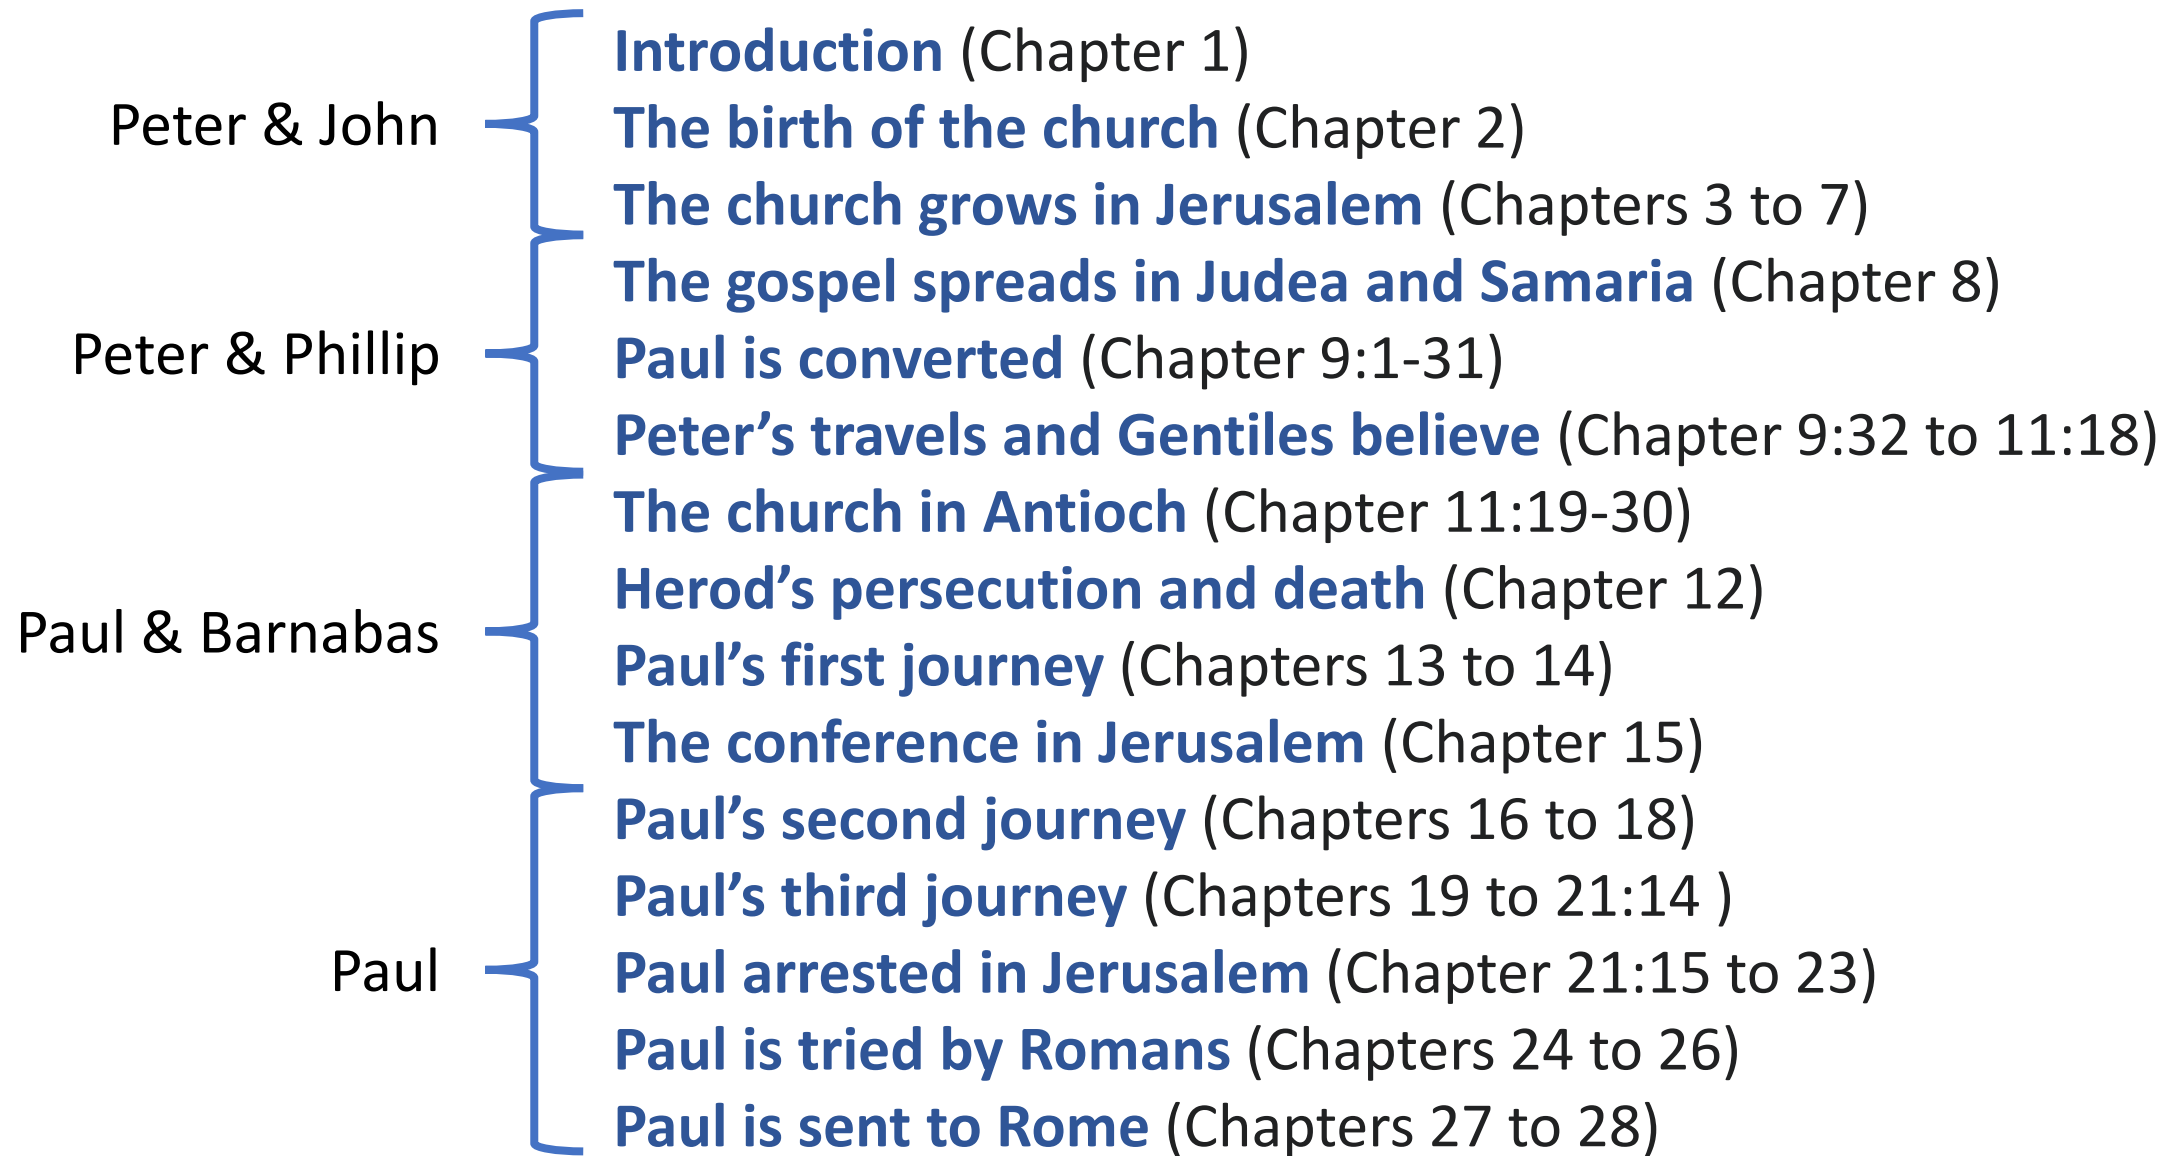 Peter & John
Introduction (Chapter 1)
The birth of the church (Chapter 2)
The church grows in Jerusalem (Chapters 3 to 7)
Peter & Phillip
The gospel spreads in Judea and Samaria (Chapter 8)
Paul is converted (Chapter 9:1-31)
Peter’s travels and Gentiles believe (Chapter 9:32 to 11:18)
Paul & Barnabas
The church in Antioch (Chapter 11:19-30)
Herod’s persecution and death (Chapter 12)
Paul’s first journey (Chapters 13 to 14)
The conference in Jerusalem (Chapter 15)
Paul
Paul’s second journey (Chapters 16 to 18)
Paul’s third journey (Chapters 19 to 21:14 )
Paul arrested in Jerusalem (Chapter 21:15 to 23)
Paul is tried by Romans (Chapters 24 to 26)
Paul is sent to Rome (Chapters 27 to 28)